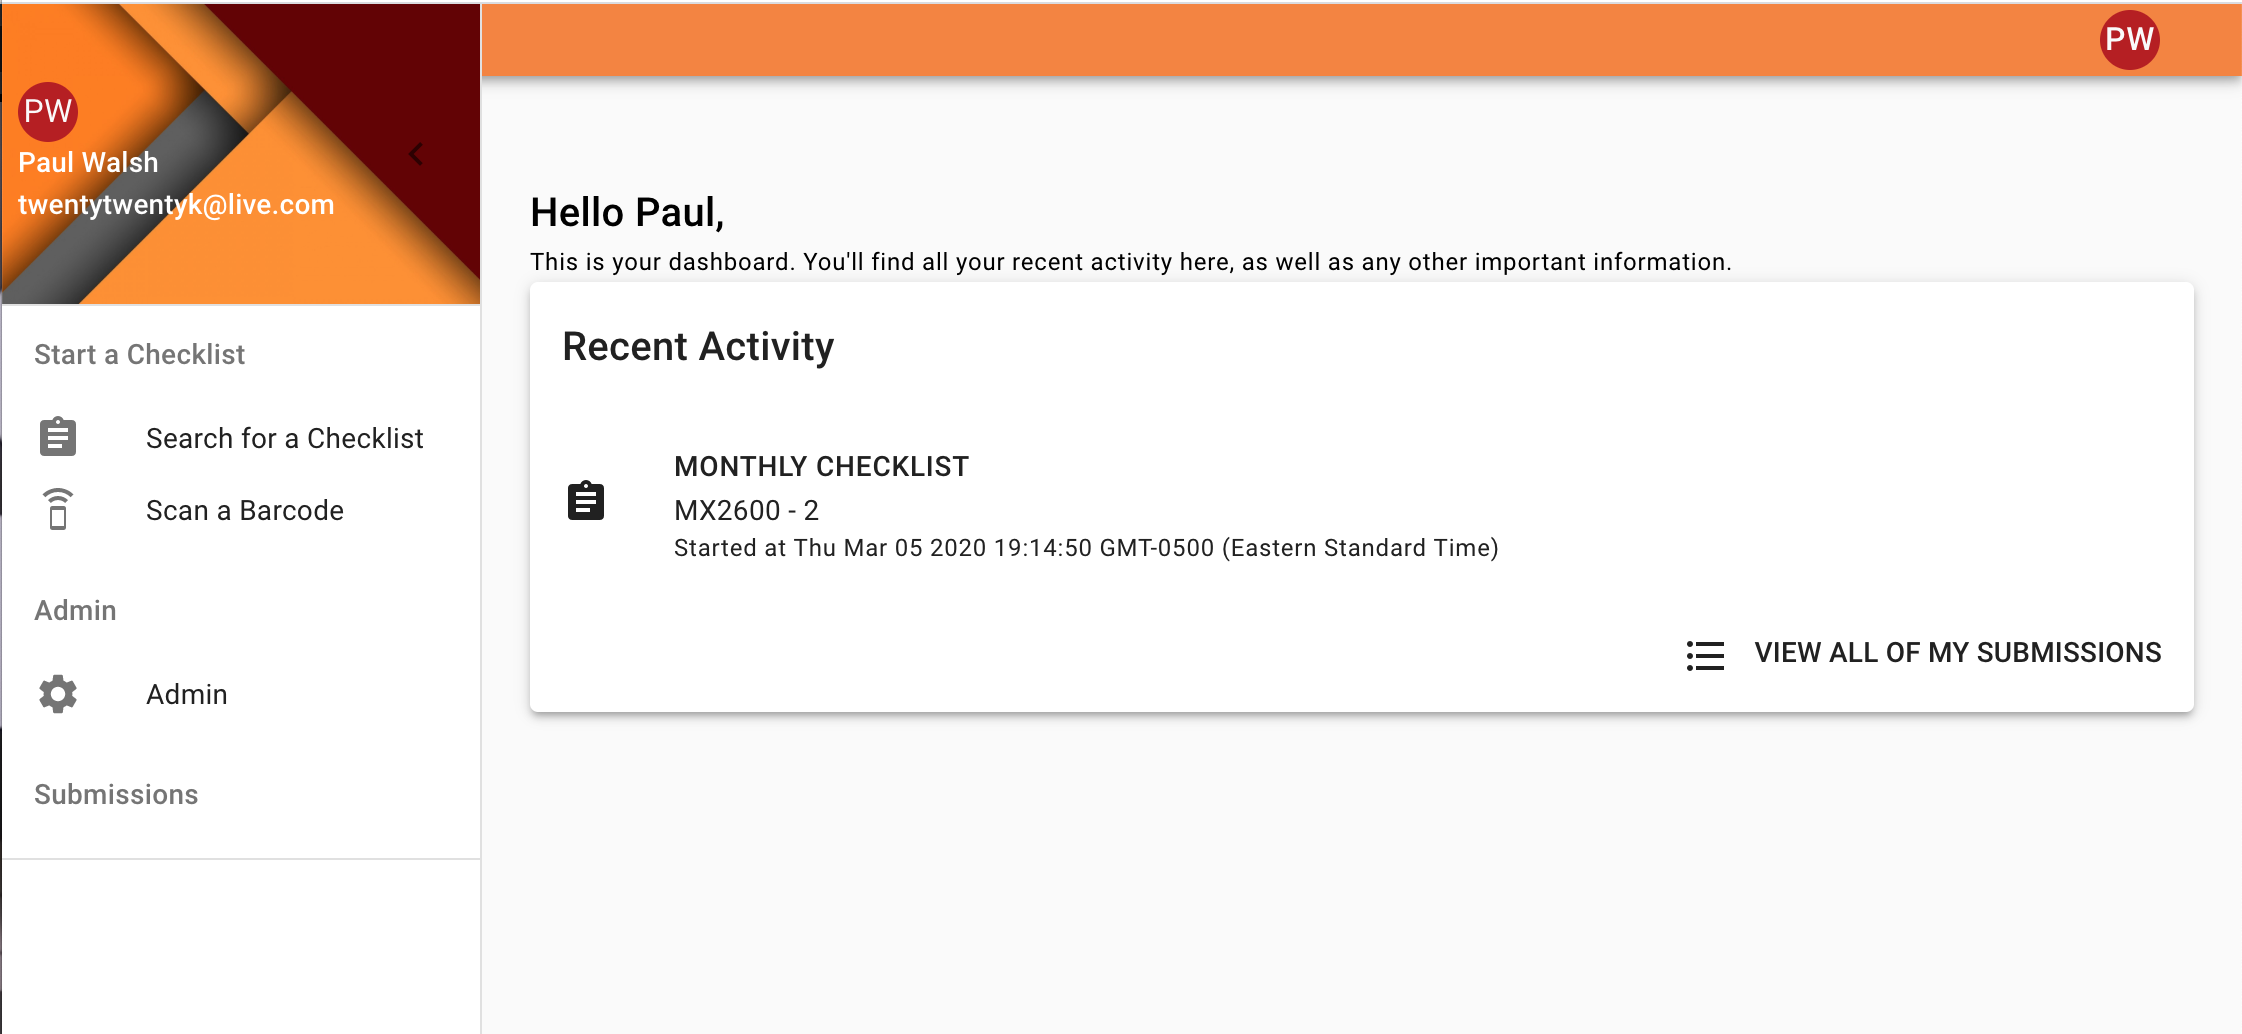 PW
Paul Walsh
twentytwentyk@live.com
Start a Checklist
Search for a Checklist
Scan a Barcode
Admin
Admin
Submissions
PW
Hello Paul,
This is your dashboard. You'll find all your recent activity here, as well as any other important information.
Recent Activity
MONTHLY CHECKLIST
MX2600 - 2
Started at Thu Mar 05 2020 19:14:50 GMT-0500 (Eastern Standard Time)
VIEW ALL OF MY SUBMISSIONS